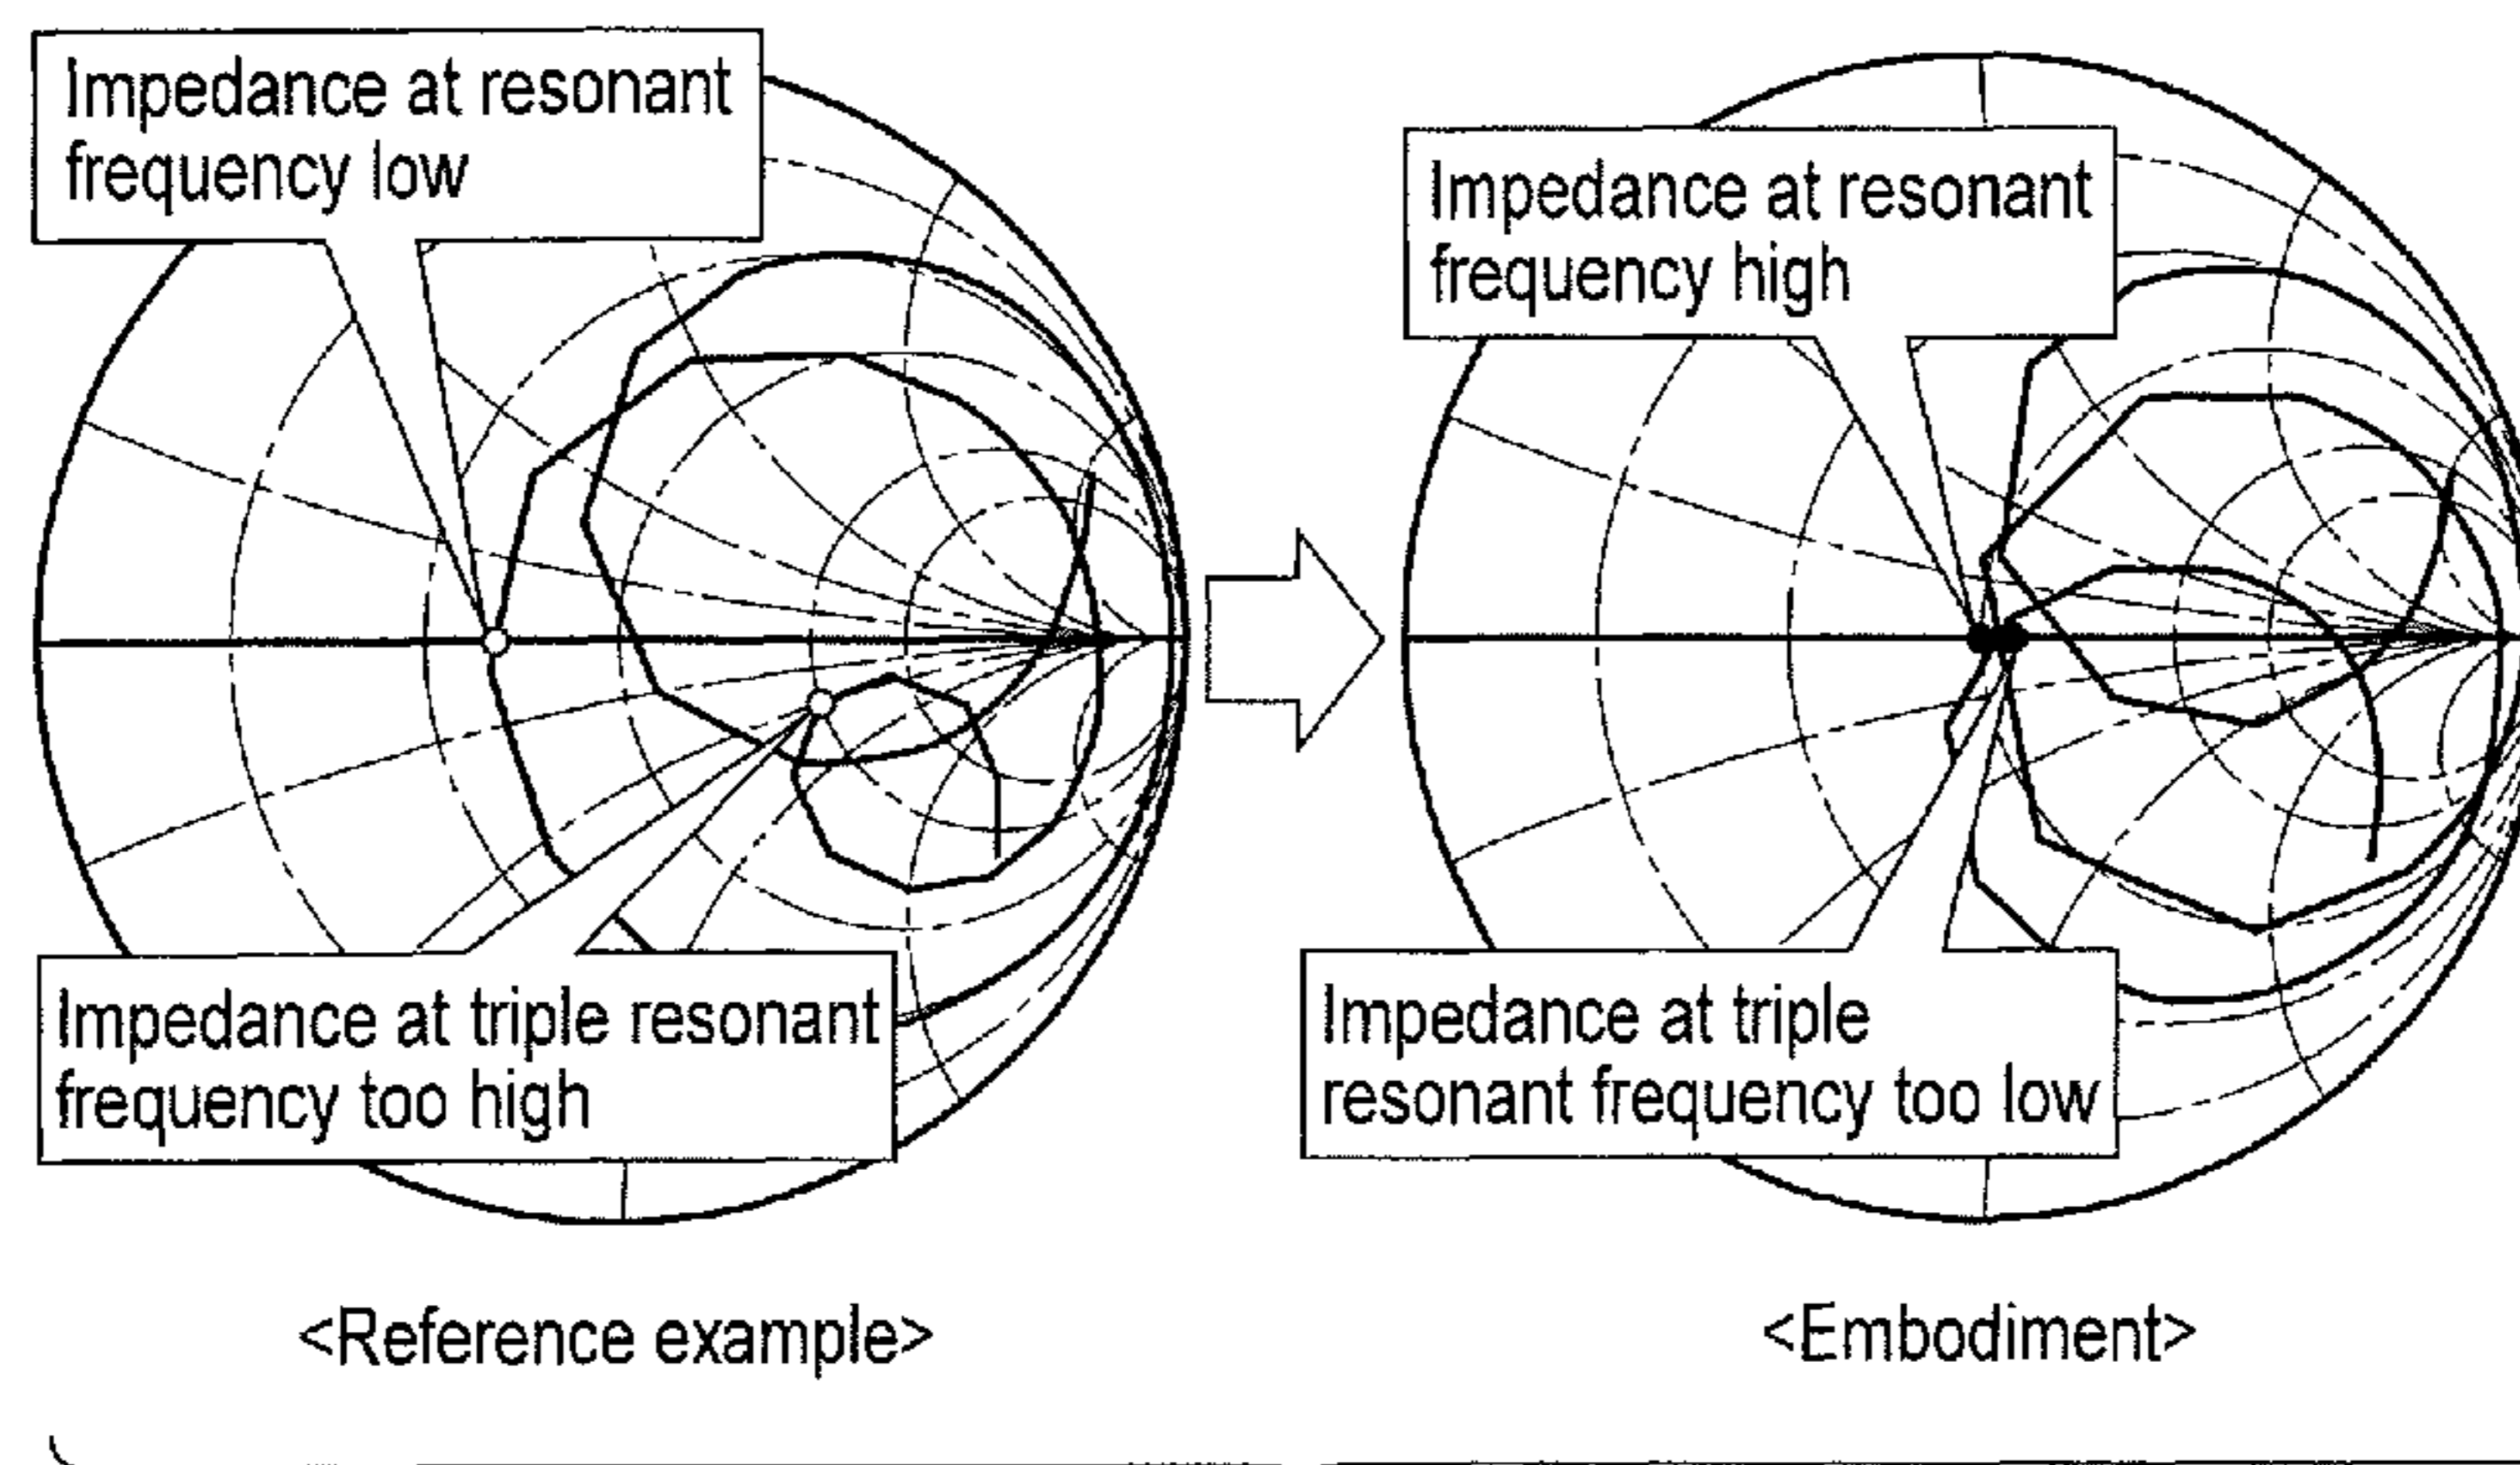 Impedance at resonant
frequency low
Impedance at triple resonant
frequency too high
<Reference example>
Impedance at resonant
frequency high
Impedance at triple
resonant frequency too low
<Embodiment>